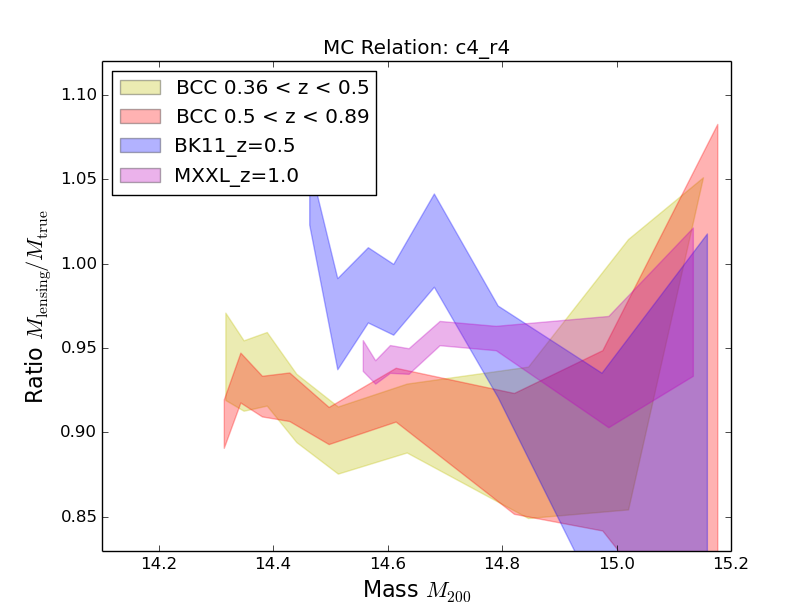 MC Relation: c4_r4
BCC 0.36 < z < 0.5
BCC 0.5 < z < 0.89
BK11_z=0.5
MXXL_z=1.0
1.10
1.05
1.00
0.95
0.90
0.85
Ratio M_lensing/M_true
14.2 14.4 14.6 14.8 15.0 15.2
Mass M_200